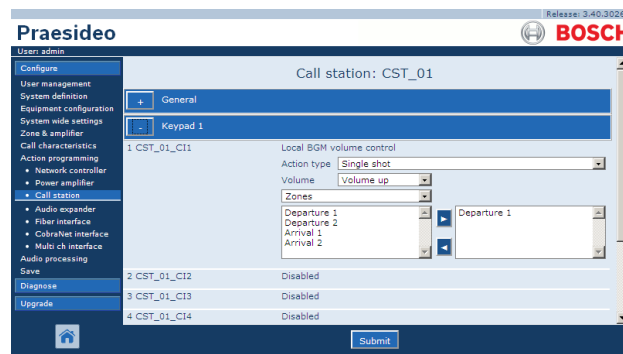 Release: 3.40.3026
Praesideo
BOSCH
User: admin
Configure
User management
System definition
Equipment configuration
System wide settings
Zone & amplifier
Call characteristics
Action programming
• Network controller
• Power amplifier
• Call station
• Audio expander
• Fiber interface
• CobraNet interface
• Multi ch interface
Audio processing
Save
Diagnose
Upgrade
Call station: CST_01
+ General
- Keypad 1
1 CST_01_CI1 Local BGM volume control
Action type Single shot
Volume Volume up
Zones
Departure 1 Departure 1
Departure 2
Arrival 1
Arrival 2
2 CST_01_CI2 Disabled
3 CST_01_CI3 Disabled
4 CST_01_CI4 Disabled
Submit